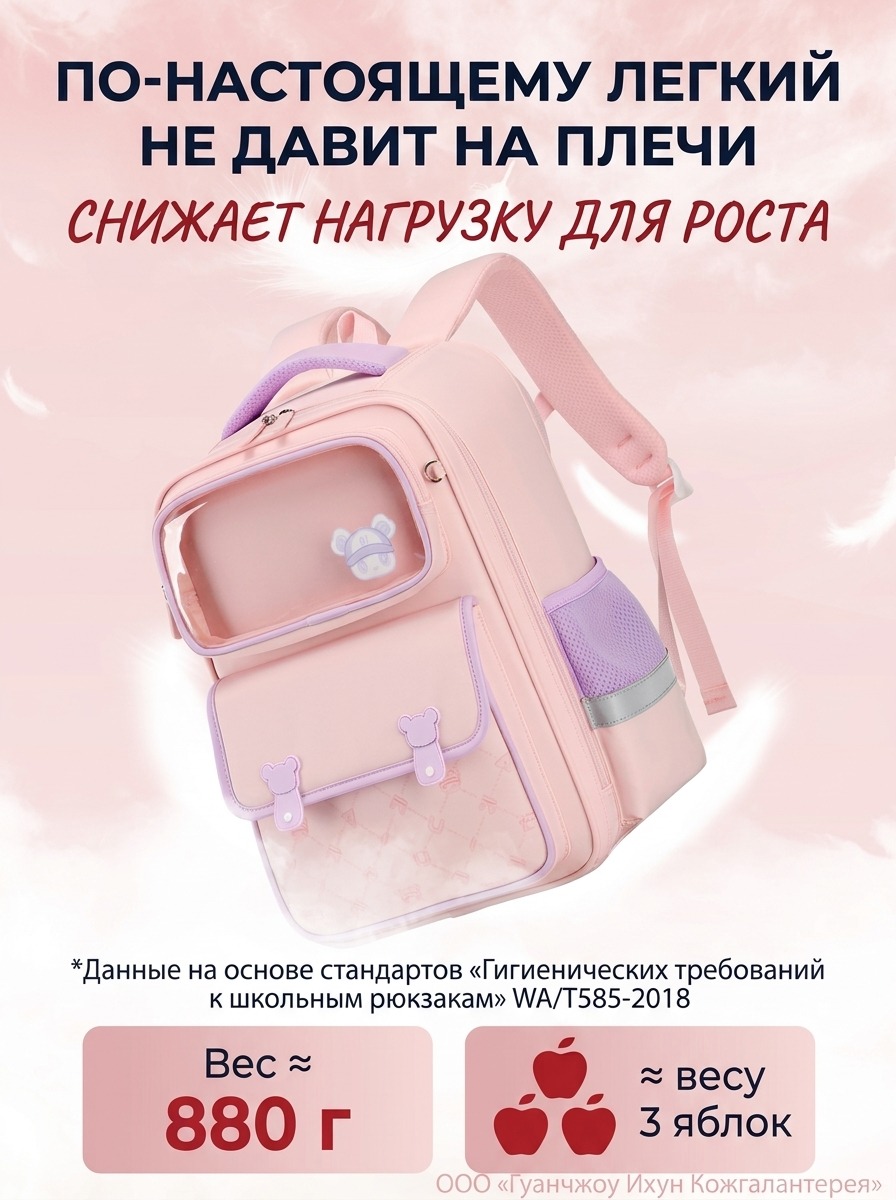 ПО-НАСТОЯЩЕМУ ЛЕГКИЙ
НЕ ДАВИТ НА ПЛЕЧИ
СНИЖАЕТ НАГРУЗКУ ДЛЯ РОСТА
*Данные на основе стандартов «Гигиенических требований
к школьным рюкзакам» WA/T585-2018
Вес ≈
880 г
≈ весу
3 яблок
ООО «Гуанчжоу Ихун Кожгалантерея»